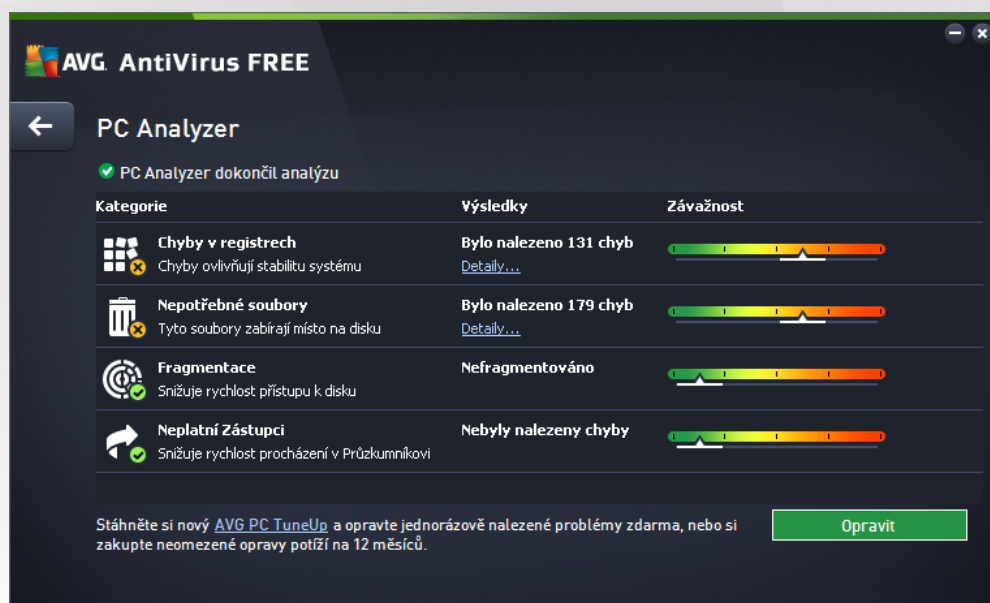 AVG AntiVirus FREE
PC Analyzer
PC Analyzer dokončil analýzu
Kategorie Výsledky Závažnost
Chyby v registrech Bylo nalezeno 131 chyb
Chyby ovlivňují stabilitu systému Detaily...
Nepotřebné soubory Bylo nalezeno 179 chyb
Tyto soubory zabírají místo na disku Detaily...
Fragmentace Nefragmentováno
Snižuje rychlost přístupu k disku
Neplatní Zástupci Nebyly nalezeny chyby
Snižuje rychlost procházení v Průzkumníkovi
Stáhněte si nový AVG PC TuneUp a opravte jednorázově nalezené problémy zdarma, nebo si
zakupte neomezené opravy potíží na 12 měsíců.
Opravit